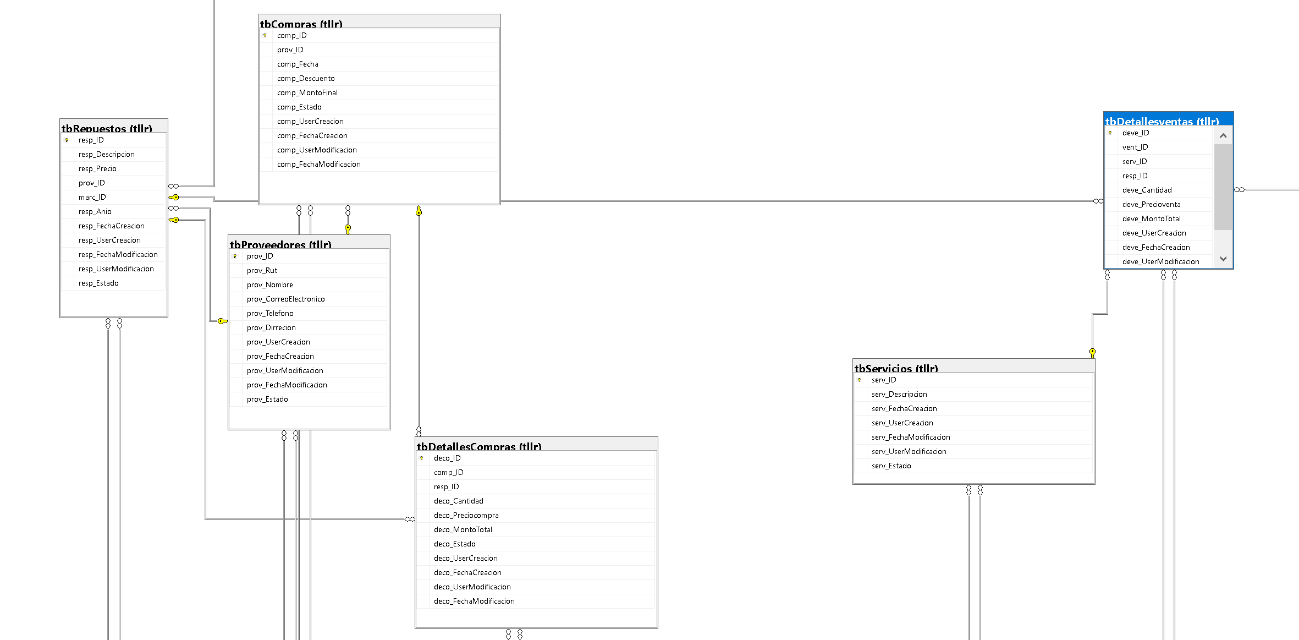 tbCompras (tllr)
comp_ID
prov_ID
comp_Fecha
comp_Descuento
comp_MontoFinal
comp_Estado
comp_UserCreacion
comp_FechaCreacion
comp_UserModificacion
comp_FechaModificacion
tbRepuestos (tllr)
resp_ID
resp_Descripcion
resp_Precio
prov_ID
marc_ID
resp_Anio
resp_FechaCreacion
resp_UserCreacion
resp_FechaModificacion
resp_UserModificacion
resp_Estado
tbProveedores (tllr)
prov_ID
prov_Rut
prov_Nombre
prov_CorreoElectronico
prov_Telefono
prov_Dirrecion
prov_UserCreacion
prov_FechaCreacion
prov_UserModificacion
prov_FechaModificacion
prov_Estado
tbDetallesCompras (tllr)
deco_ID
comp_ID
resp_ID
deco_Cantidad
deco_Preciocompra
deco_MontoTotal
deco_Estado
deco_UserCreacion
deco_FechaCreacion
deco_UserModificacion
deco_FechaModificacion
tbDetallesventas (tllr)
deve_ID
vent_ID
serv_ID
resp_ID
deve_Cantidad
deve_Precioventa
deve_MontoTotal
deve_UserCreacion
deve_FechaCreacion
deve_UserModificacion
tbServicios (tllr)
serv_ID
serv_Descripcion
serv_FechaCreacion
serv_UserCreacion
serv_FechaModificacion
serv_UserModificacion
serv_Estado